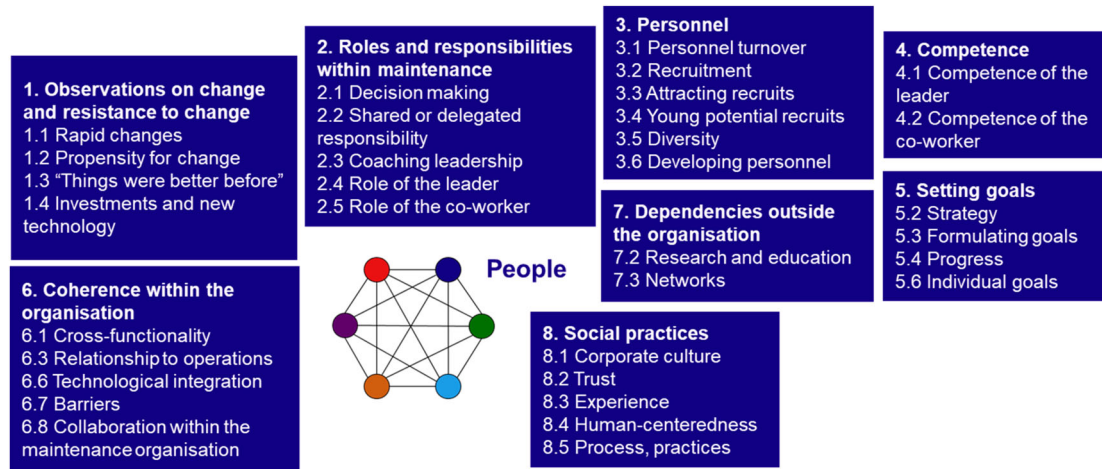 1. Observations on change
and resistance to change
1.1 Rapid changes
1.2 Propensity for change
1.3 “Things were better before”
1.4 Investments and new
technology
2. Roles and responsibilities
within maintenance
2.1 Decision making
2.2 Shared or delegated
responsibility
2.3 Coaching leadership
2.4 Role of the leader
2.5 Role of the co-worker
3. Personnel
3.1 Personnel turnover
3.2 Recruitment
3.3 Attracting recruits
3.4 Young potential recruits
3.5 Diversity
3.6 Developing personnel
4. Competence
4.1 Competence of the
leader
4.2 Competence of the
co-worker
5. Setting goals
5.2 Strategy
5.3 Formulating goals
5.4 Progress
5.6 Individual goals
6. Coherence within the
organisation
6.1 Cross-functionality
6.3 Relationship to operations
6.6 Technological integration
6.7 Barriers
6.8 Collaboration within the
maintenance organisation
People
7. Dependencies outside
the organisation
7.2 Research and education
7.3 Networks
8. Social practices
8.1 Corporate culture
8.2 Trust
8.3 Experience
8.4 Human-centeredness
8.5 Process, practices